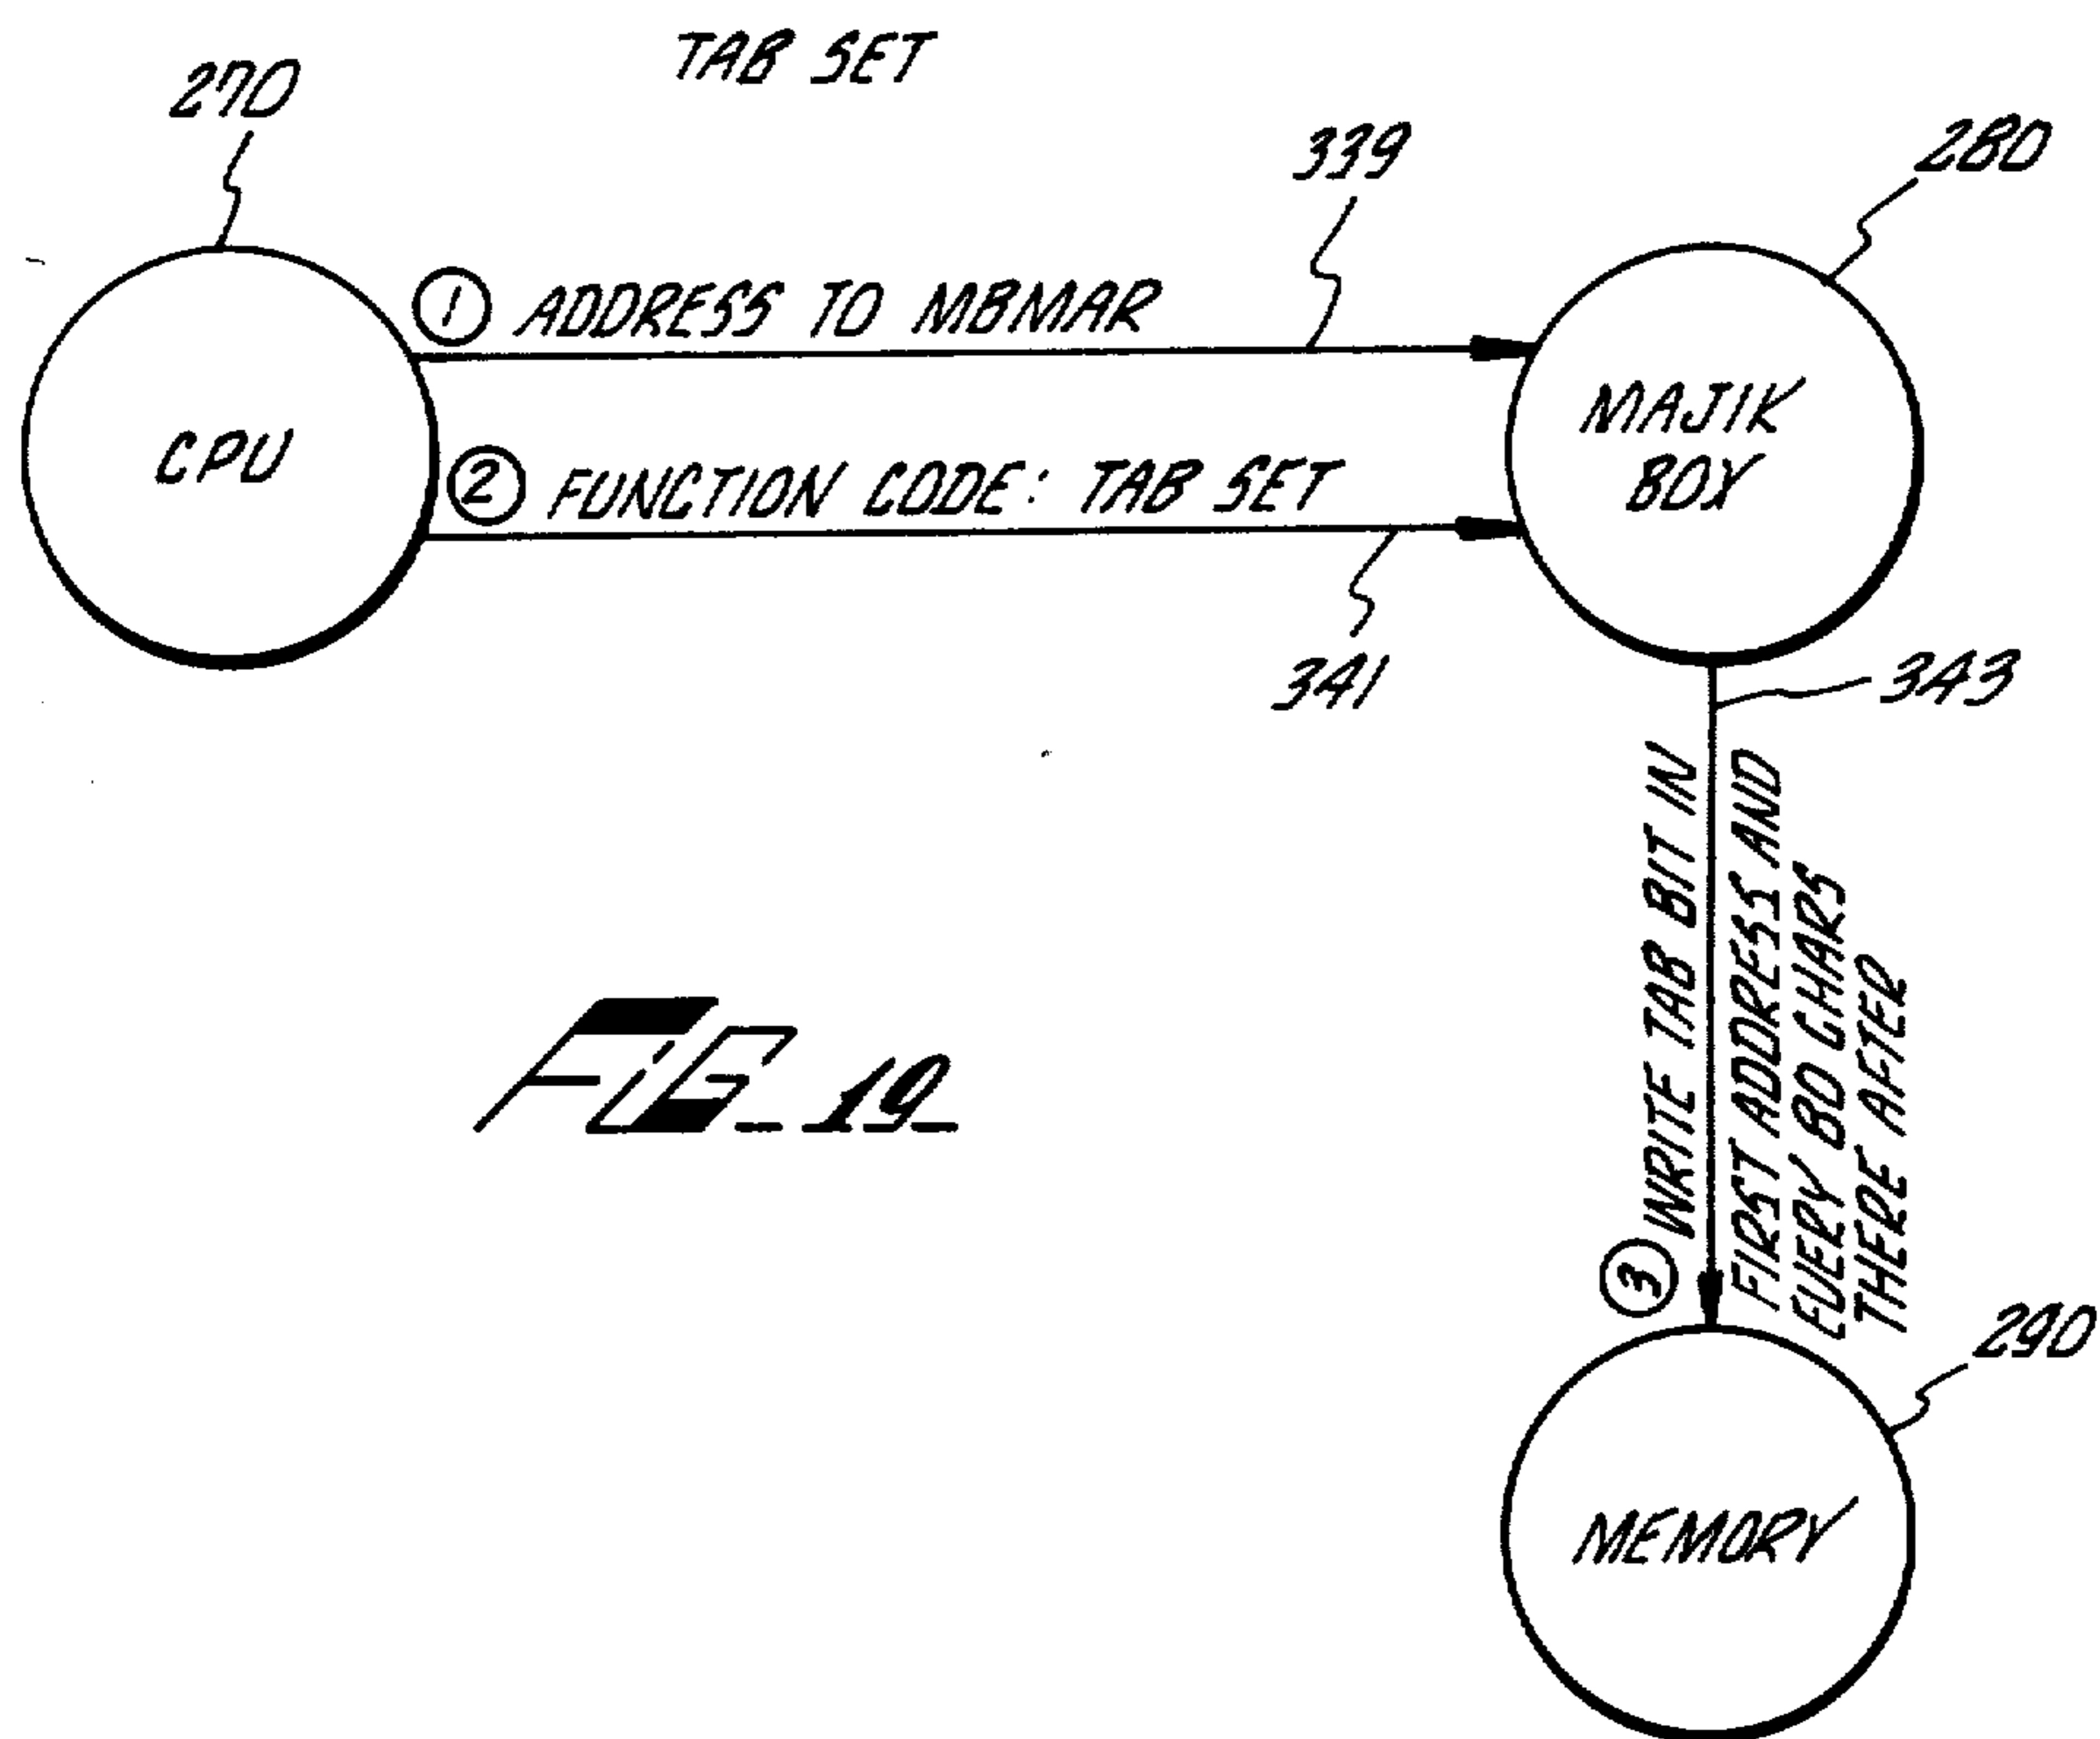 TAB SET
270
339
280
① ADDRESS TO MBMAR
CPU
MAJIK
BOX
② FUNCTION CODE: TAB SET
341
343
③ WRITE TAB BIT IN
FIRST ADDRESS AND
EVERY 80 CHARS
THERE AFTER
FIG_19_
290
MEMORY